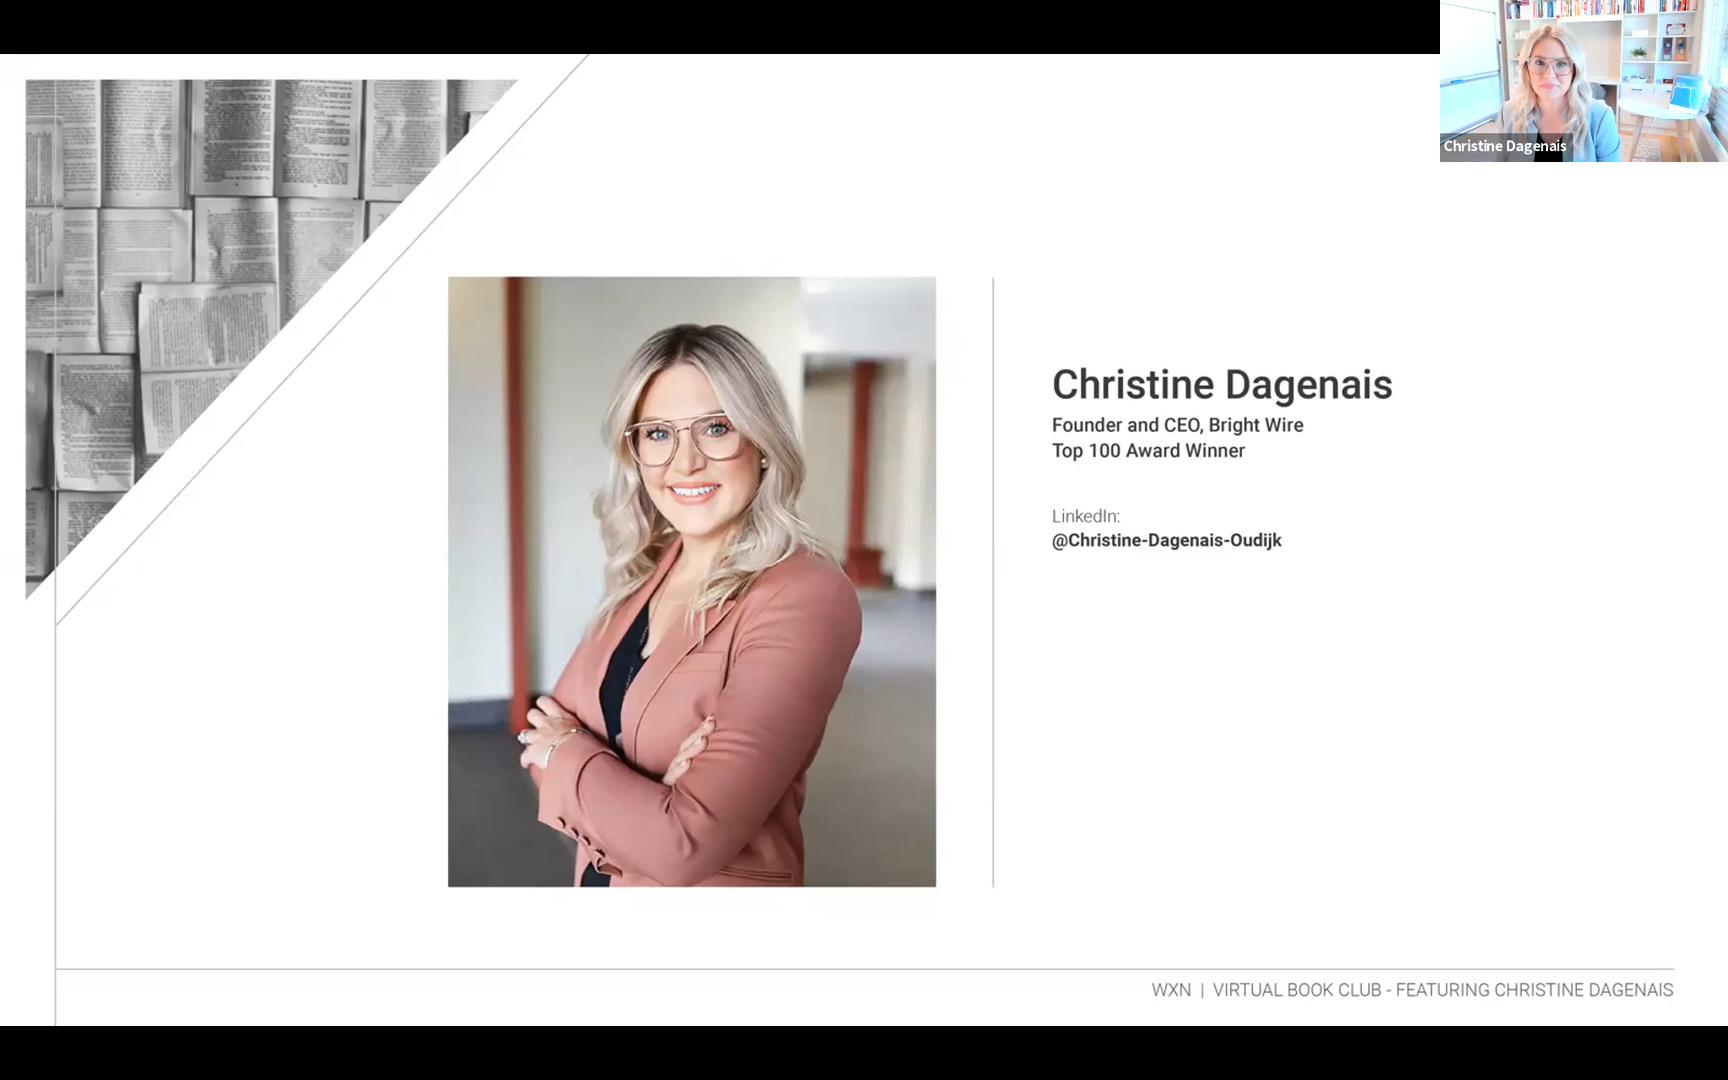 Christine Dagenais
Christine Dagenais
Founder and CEO, Bright Wire
Top 100 Award Winner
LinkedIn:
@Christine-Dagenais-Oudijk
WXN | VIRTUAL BOOK CLUB - FEATURING CHRISTINE DAGENAIS